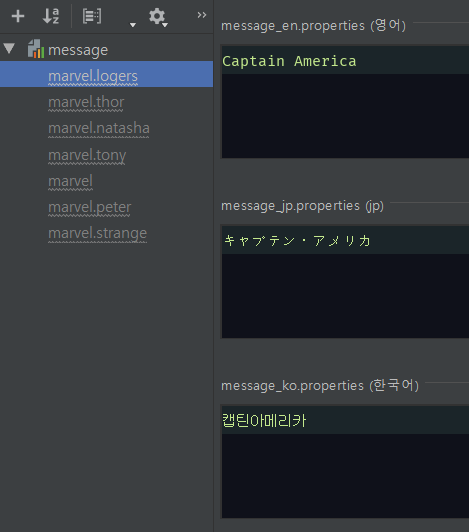 message
marvel.logers
marvel.thor
marvel.natasha
marvel.tony
marvel
marvel.peter
marvel.strange
message_en.properties (영어)
Captain America
message_jp.properties (jp)
キャプテン・アメリカ
message_ko.properties (한국어)
캡틴아메리카